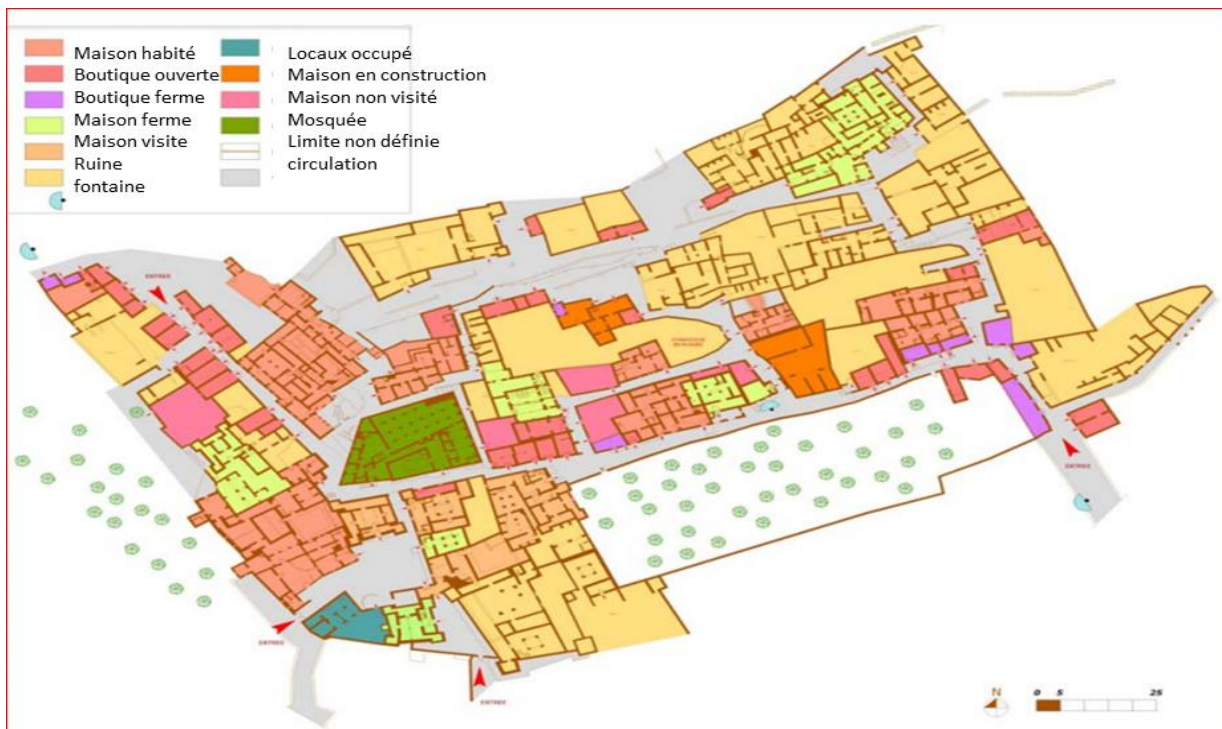 Maison habité
Boutique ouverte
Boutique ferme
Maison ferme
Maison visite
Ruine
fontaine
Locaux occupé
Maison en construction
Maison non visité
Mosquée
Limite non définie
circulation
ENTREE
ENTREE
ENTREE
ENTREE
N
0 5 25